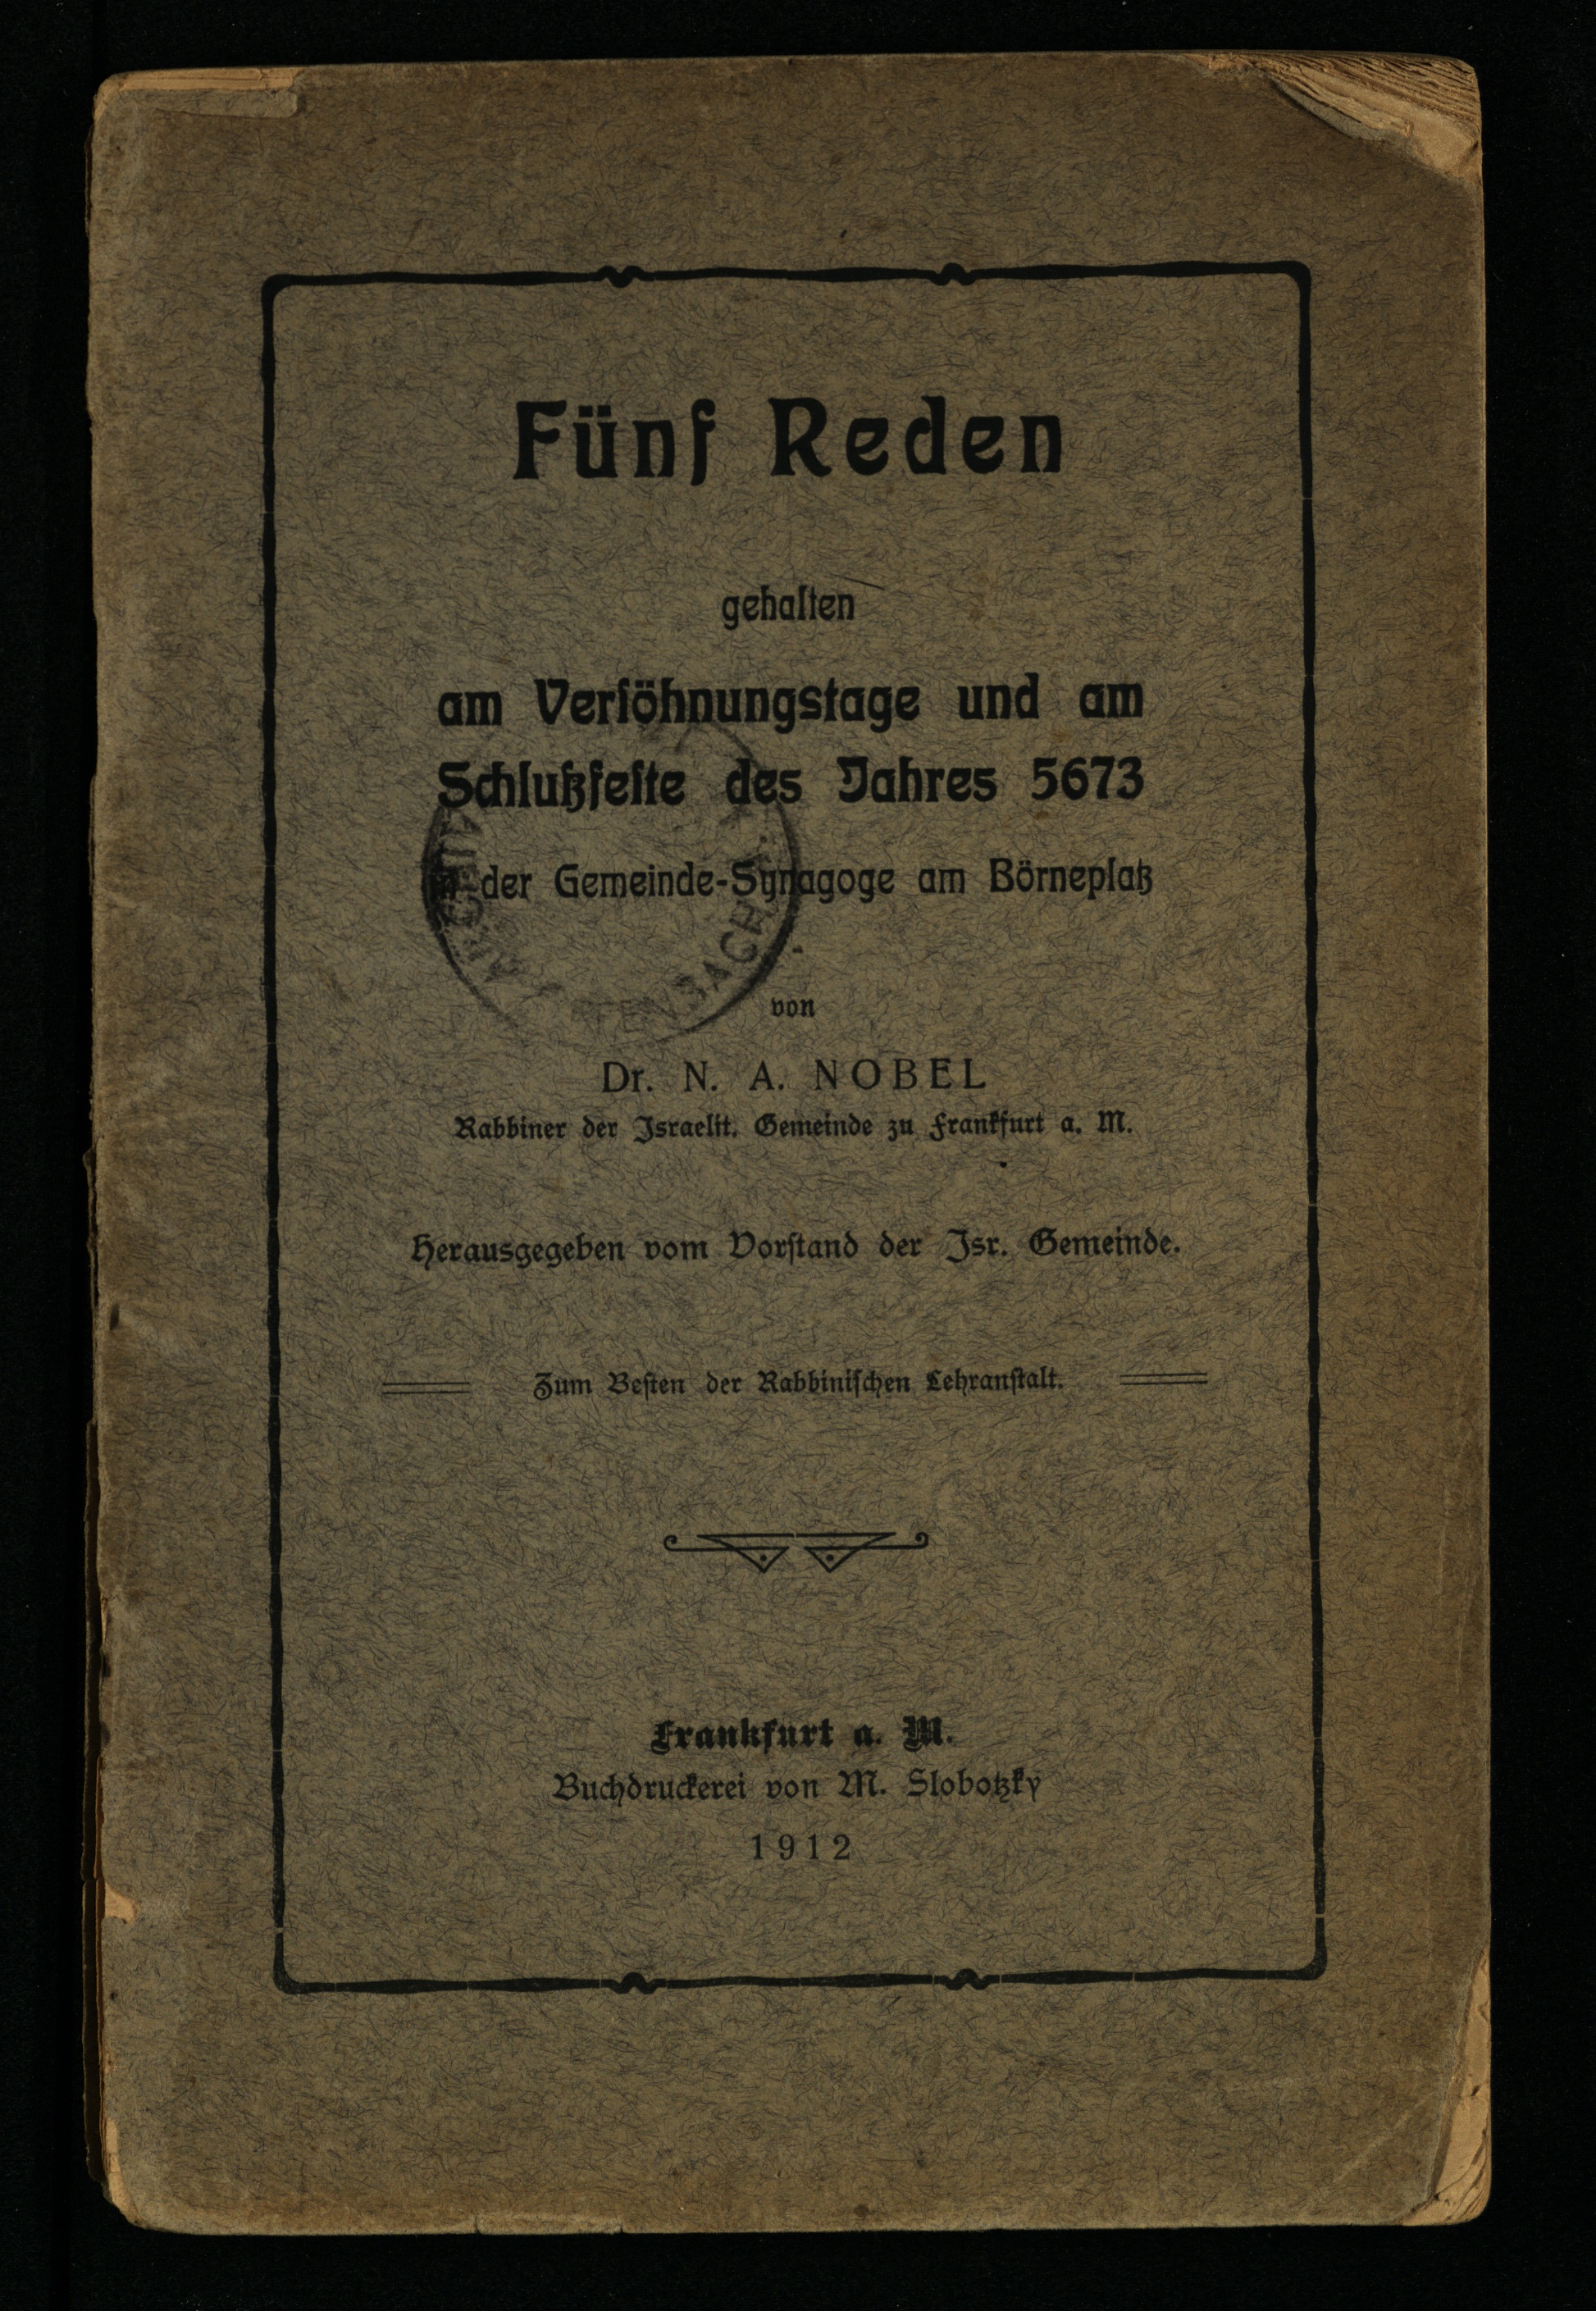 Fünf Reden
gehalten
am Versöhnungstage und am
Schlußfeste des Jahres 5673
der Gemeinde-Synagoge am Börneplatz
von
Dr. N. A. NOBEL
Rabbiner der Israelit. Gemeinde zu Frankfurt a. M.
Herausgegeben vom Vorstand der Isr. Gemeinde.
Zum Besten der Rabbinischen Lehranstalt.
Frankfurt a. M.
Buchdruckerei von M. Slobotzky
1912